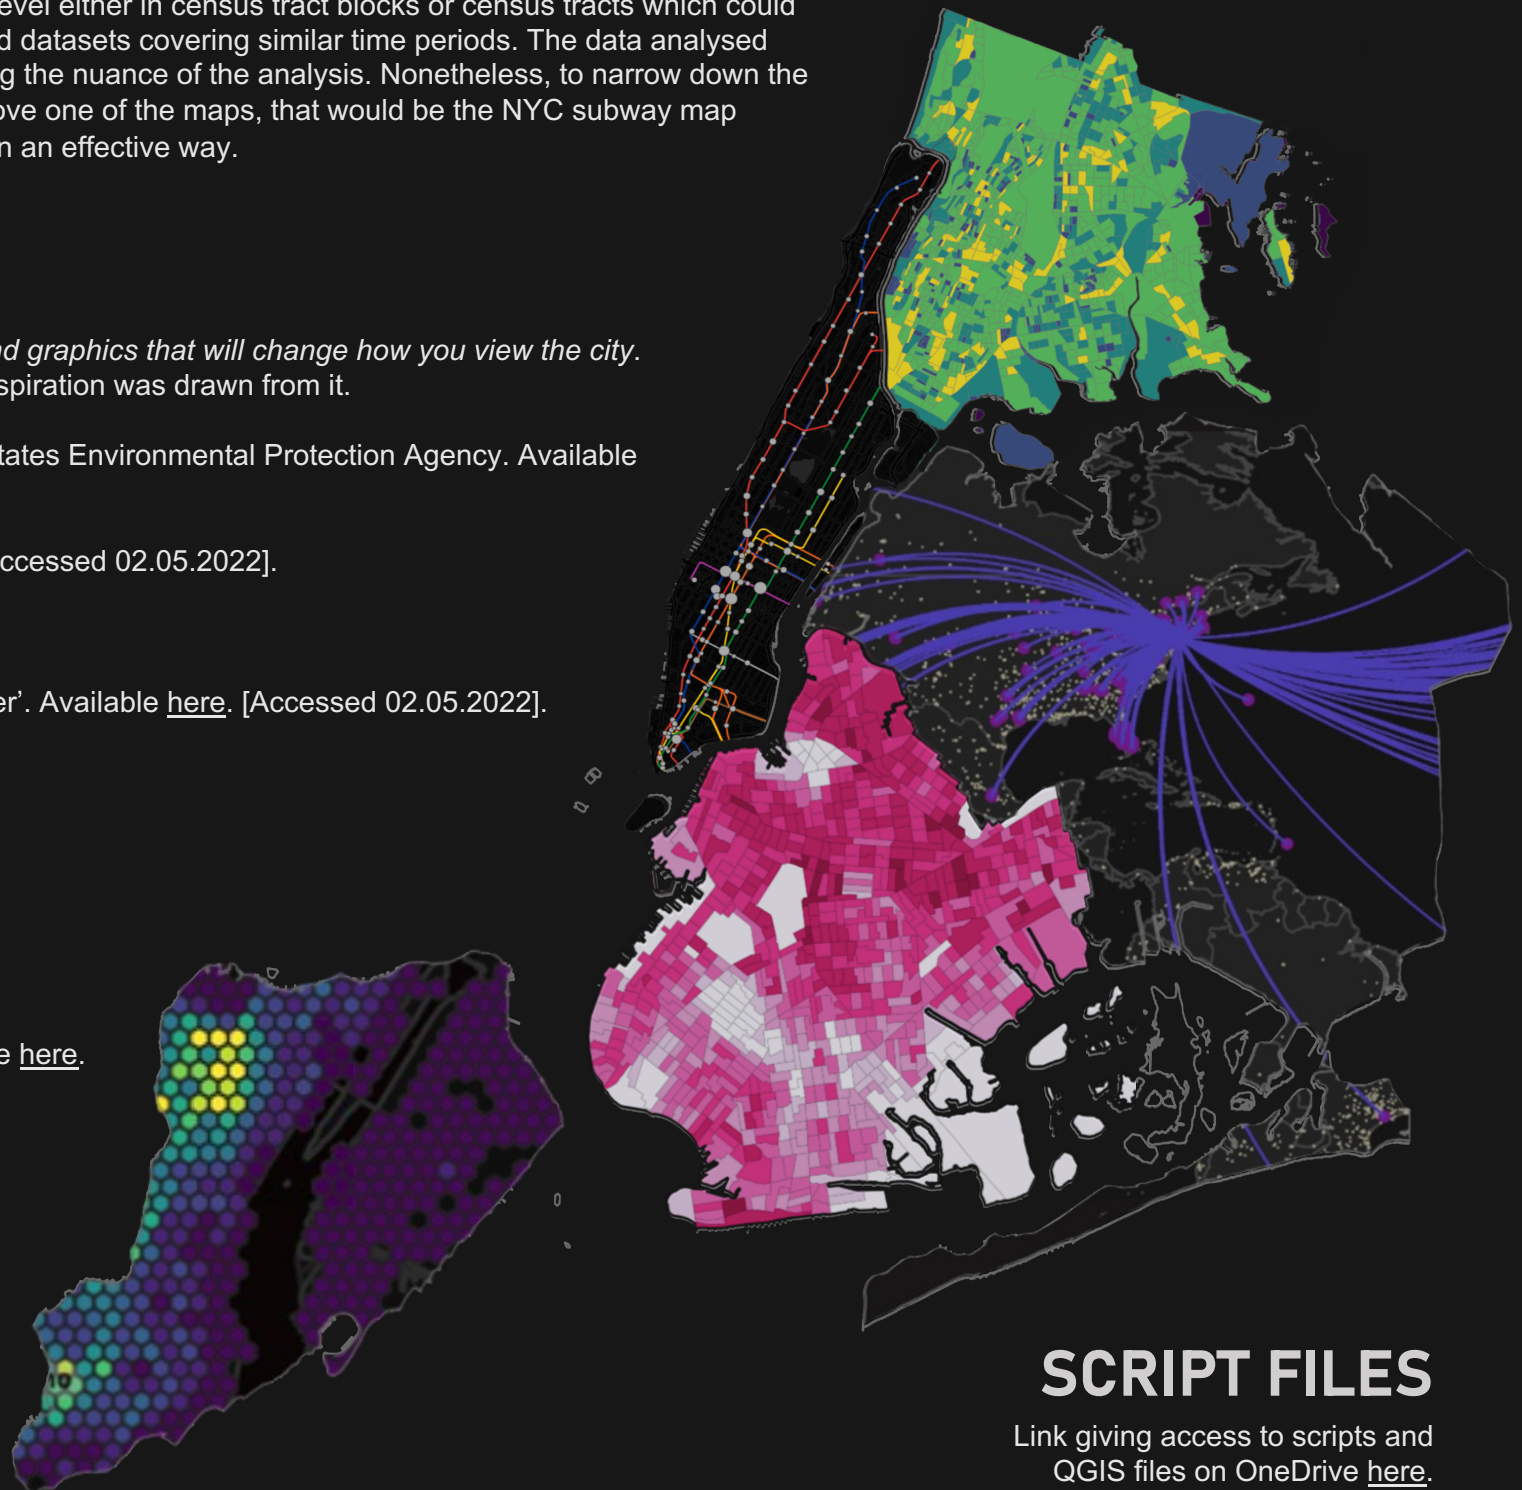 evel either in census tract blocks or census tracts which could
d datasets covering similar time periods. The data analysed
g the nuance of the analysis. Nonetheless, to narrow down the
ove one of the maps, that would be the NYC subway map
n an effective way.
nd graphics that will change how you view the city.
spiration was drawn from it.
tates Environmental Protection Agency. Available
ccessed 02.05.2022].
er’. Available here. [Accessed 02.05.2022].
e here.
SCRIPT FILES
Link giving access to scripts and
QGIS files on OneDrive here.